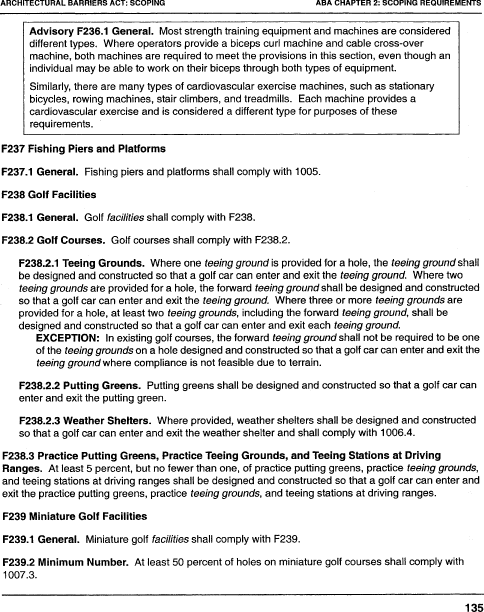 ARCHITECTURAL BARRIERS ACT: SCOPING ABA CHAPTER 2: SCOPING REQUIREMENTS
Advisory F236.1 General. Most strength training equipment and machines are considered
different types. Where operators provide a biceps curl machine and cable cross-over
machine, both machines are required to meet the provisions in this section, even though an
individual may be able to work on their biceps through both types of equipment.
Similarly, there are many types of cardiovascular exercise machines, such as stationary
bicycles, rowing machines, stair climbers, and treadmills. Each machine provides a
cardiovascular exercise and is considered a different type for purposes of these
requirements.
F237 Fishing Piers and Platforms
F237.1 General. Fishing piers and platforms shall comply with 1005.
F238 Golf Facilities
F238.1 General. Golf facilities shall comply with F238.
F238.2 Golf Courses. Golf courses shall comply with F238.2.
F238.2.1 Teeing Grounds. Where one teeing ground is provided for a hole, the teeing ground shall
be designed and constructed so that a golf car can enter and exit the teeing ground. Where two
teeing grounds are provided for a hole, the forward teeing ground shall be designed and constructed
so that a golf car can enter and exit the teeing ground. Where three or more teeing grounds are
provided for a hole, at least two teeing grounds, including the forward teeing ground, shall be
designed and constructed so that a golf car can enter and exit each teeing ground.
EXCEPTION: In existing golf courses, the forward teeing ground shall not be required to be one
of the teeing grounds on a hole designed and constructed so that a golf car can enter and exit the
teeing ground where compliance is not feasible due to terrain.
F238.2.2 Putting Greens. Putting greens shall be designed and constructed so that a golf car can
enter and exit the putting green.
F238.2.3 Weather Shelters. Where provided, weather shelters shall be designed and constructed
so that a golf car can enter and exit the weather shelter and shall comply with 1006.4.
F238.3 Practice Putting Greens, Practice Teeing Grounds, and Teeing Stations at Driving
Ranges. At least 5 percent, but no fewer than one, of practice putting greens, practice teeing grounds,
and teeing stations at driving ranges shall be designed and constructed so that a golf car can enter and
exit the practice putting greens, practice teeing grounds, and teeing stations at driving ranges.
F239 Miniature Golf Facilities
F239.1 General. Miniature golf facilities shall comply with F239.
F239.2 Minimum Number. At least 50 percent of holes on miniature golf courses shall comply with
1007.3.
135